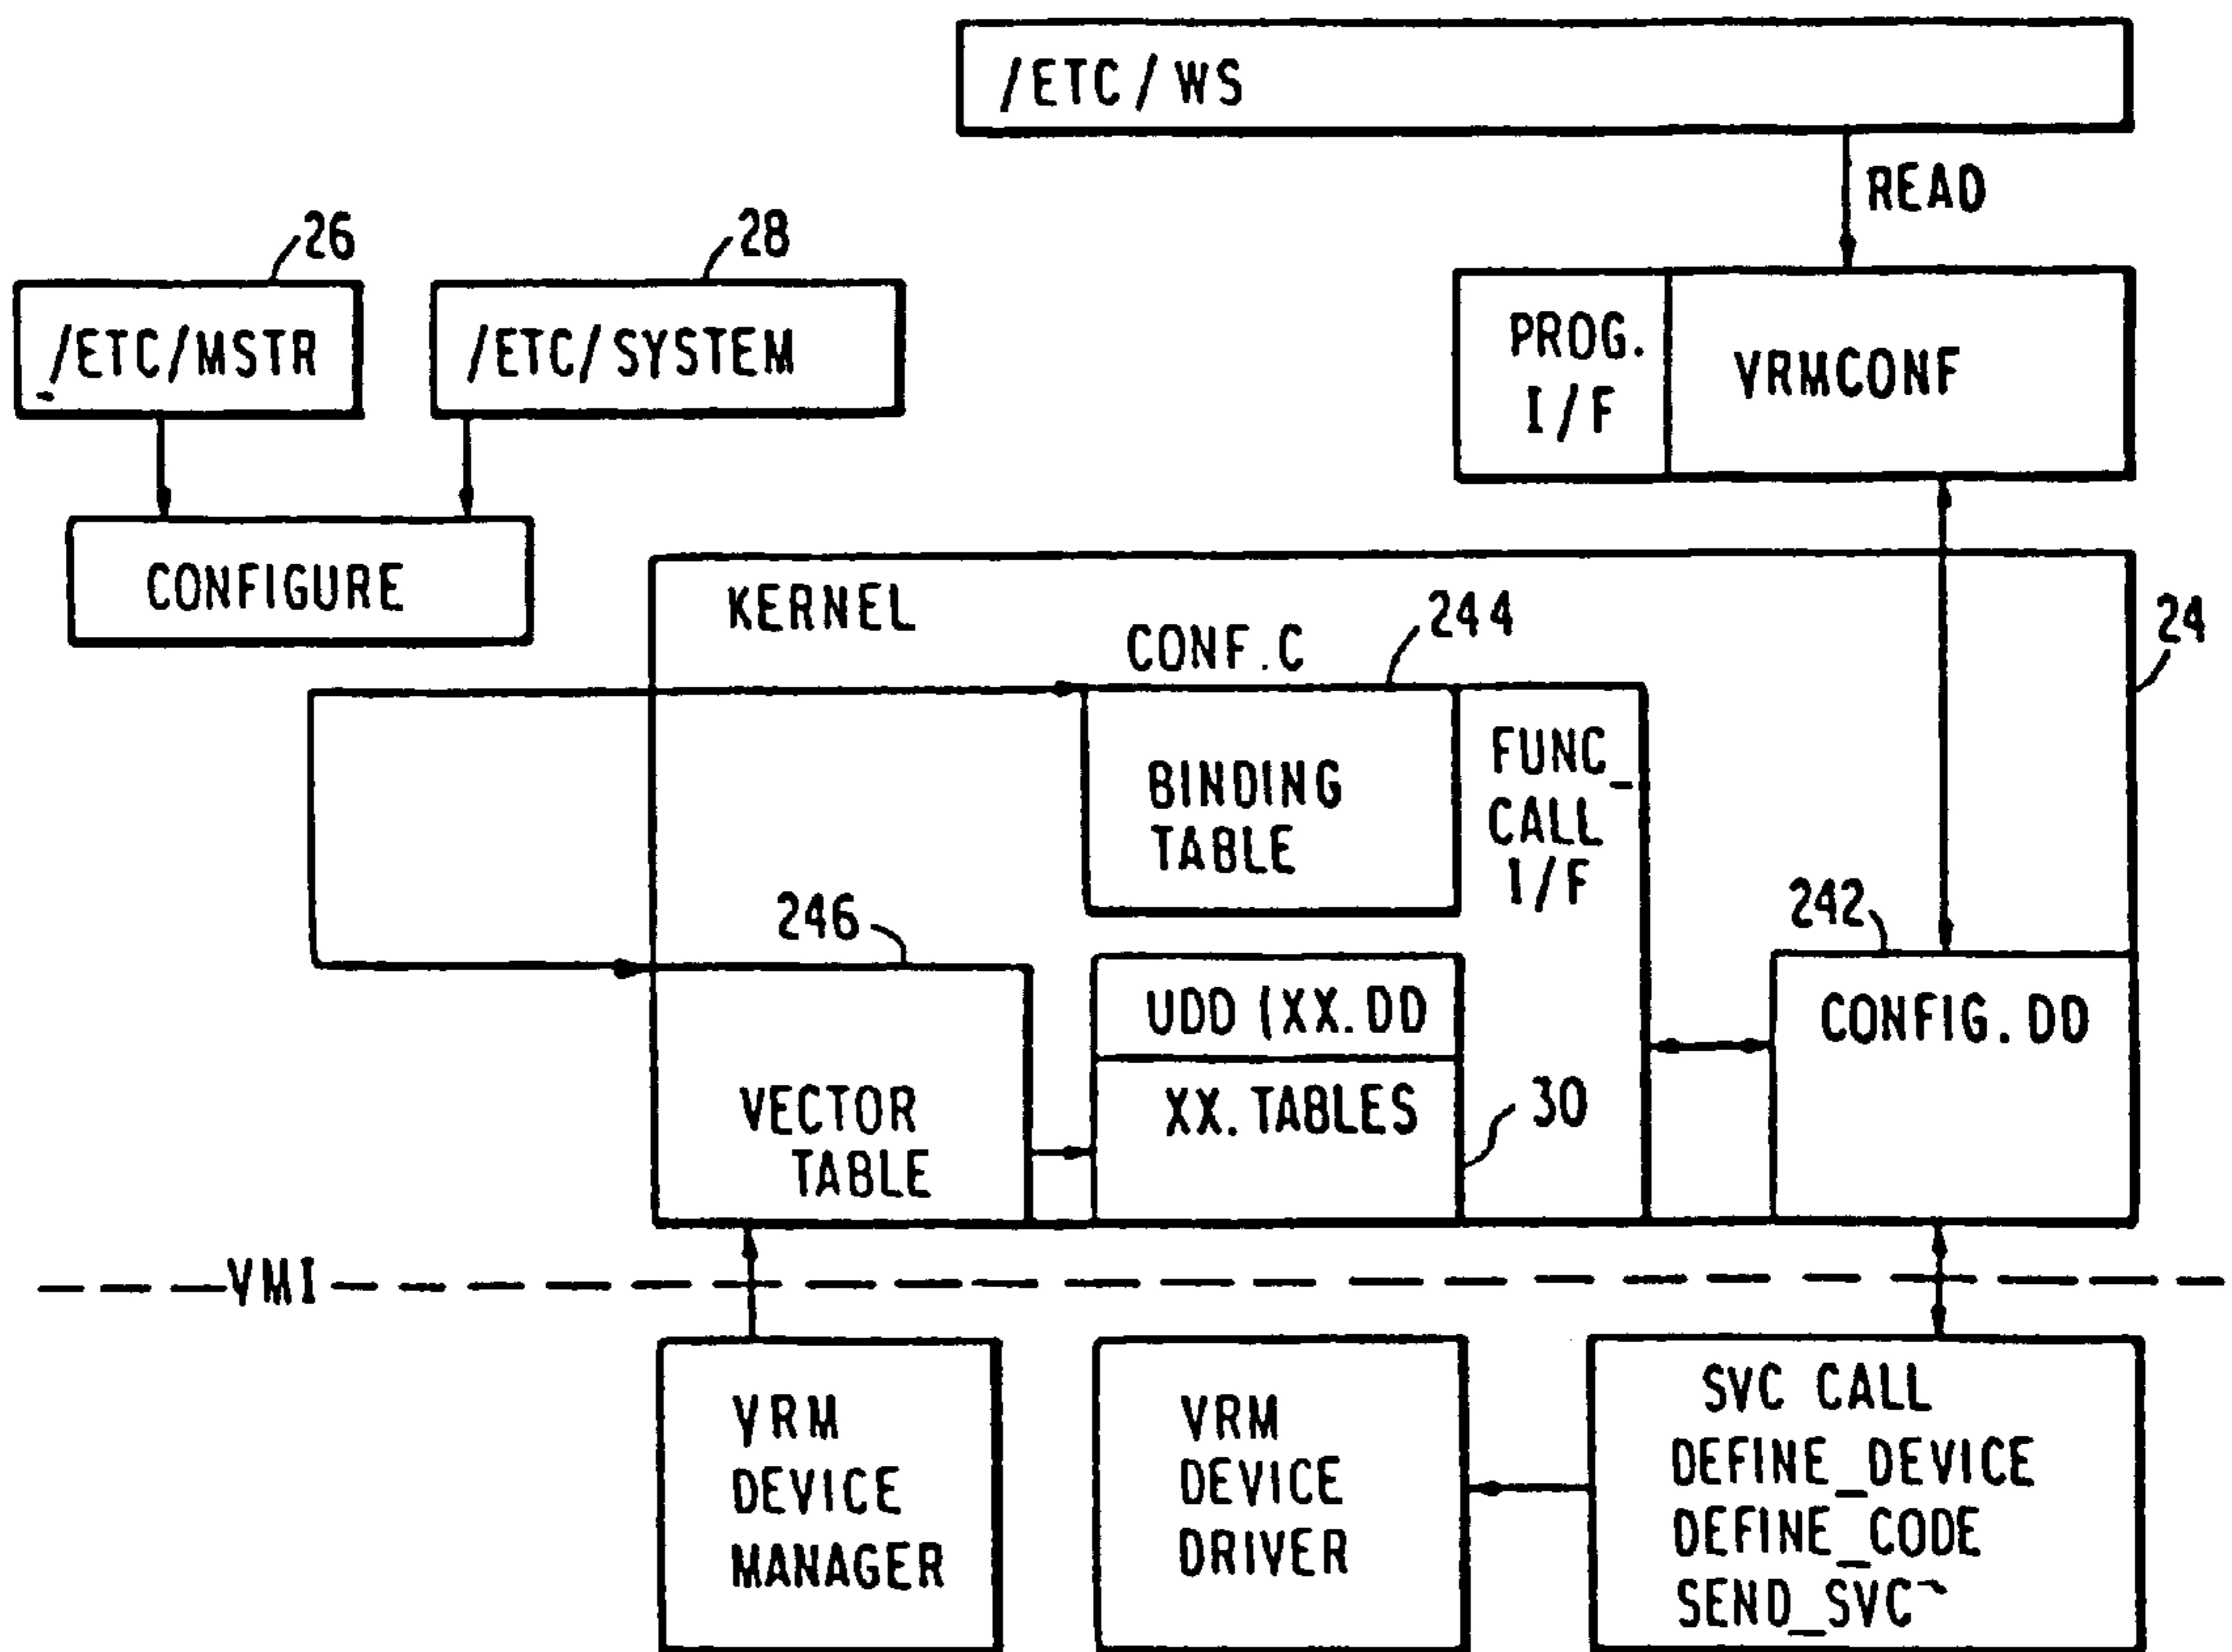 /ETC/WS
READ
26
28
/ETC/MSTR
/ETC/SYSTEM
PROG.
I/F
VRMCONF
CONFIGURE
KERNEL
CONF.C
244
24
BINDING
TABLE
FUNC_
CALL
I/F
246
242
UDD (XX.DD
CONFIG.DD
XX.TABLES
30
VECTOR
TABLE
VMI
VRM
DEVICE
MANAGER
VRM
DEVICE
DRIVER
SVC CALL
DEFINE_DEVICE
DEFINE_CODE
SEND_SVC